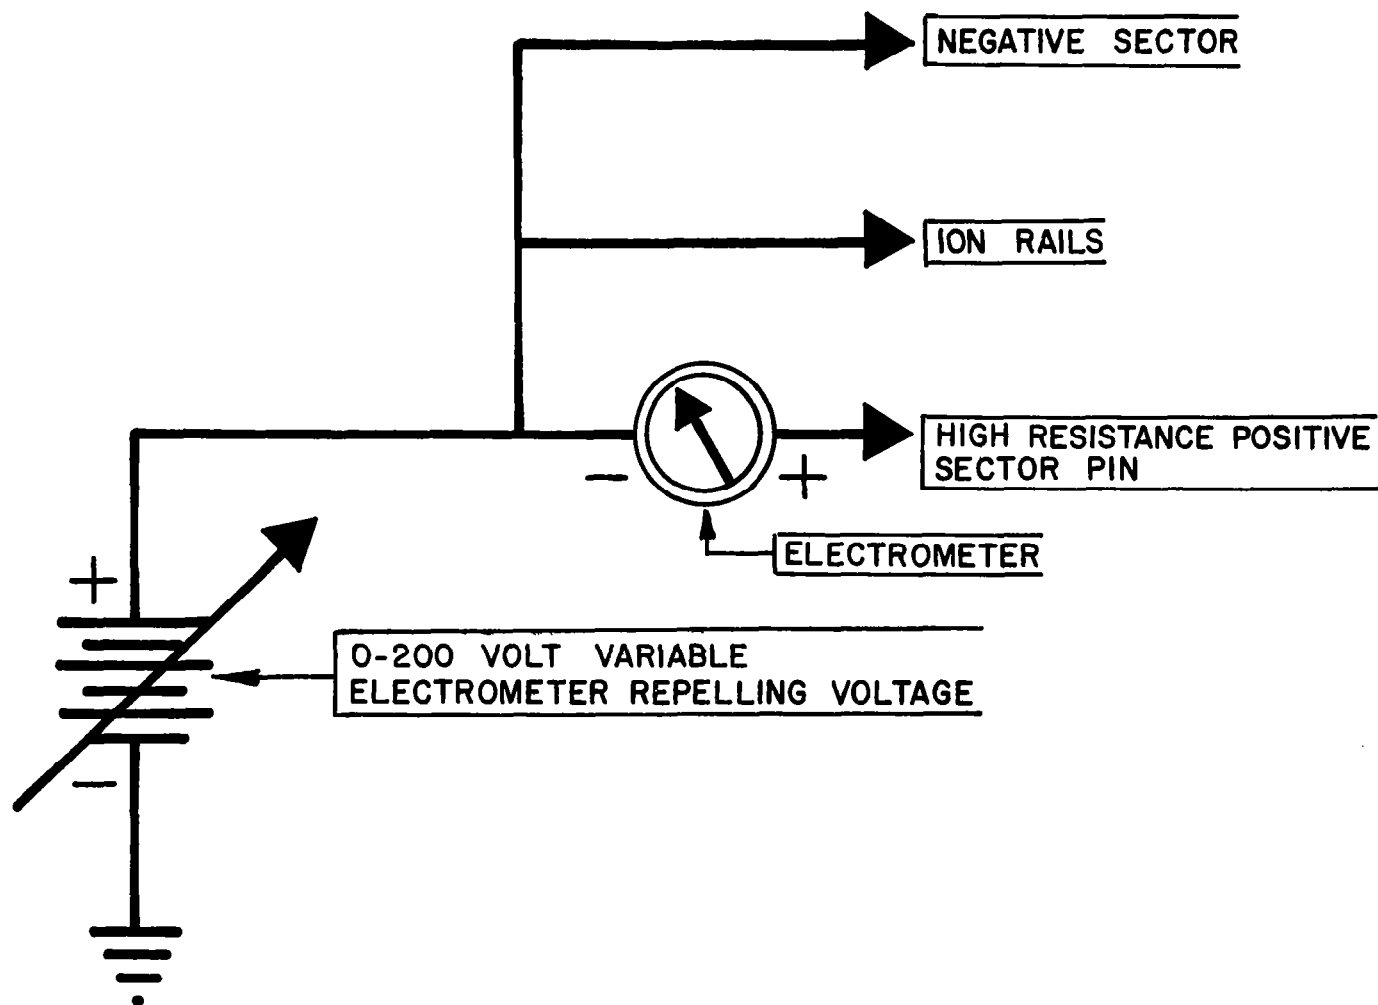 NEGATIVE SECTOR
ION RAILS
HIGH RESISTANCE POSITIVE
SECTOR PIN
− +
ELECTROMETER
+
0-200 VOLT VARIABLE
ELECTROMETER REPELLING VOLTAGE
−